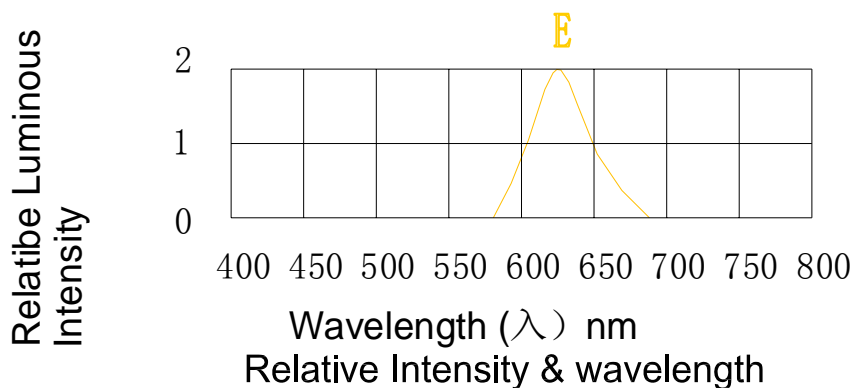 E
Relatibe Luminous
Intensity
2
1
0
400 450 500 550 600 650 700 750 800
Wavelength (入）nm
Relative Intensity & wavelength